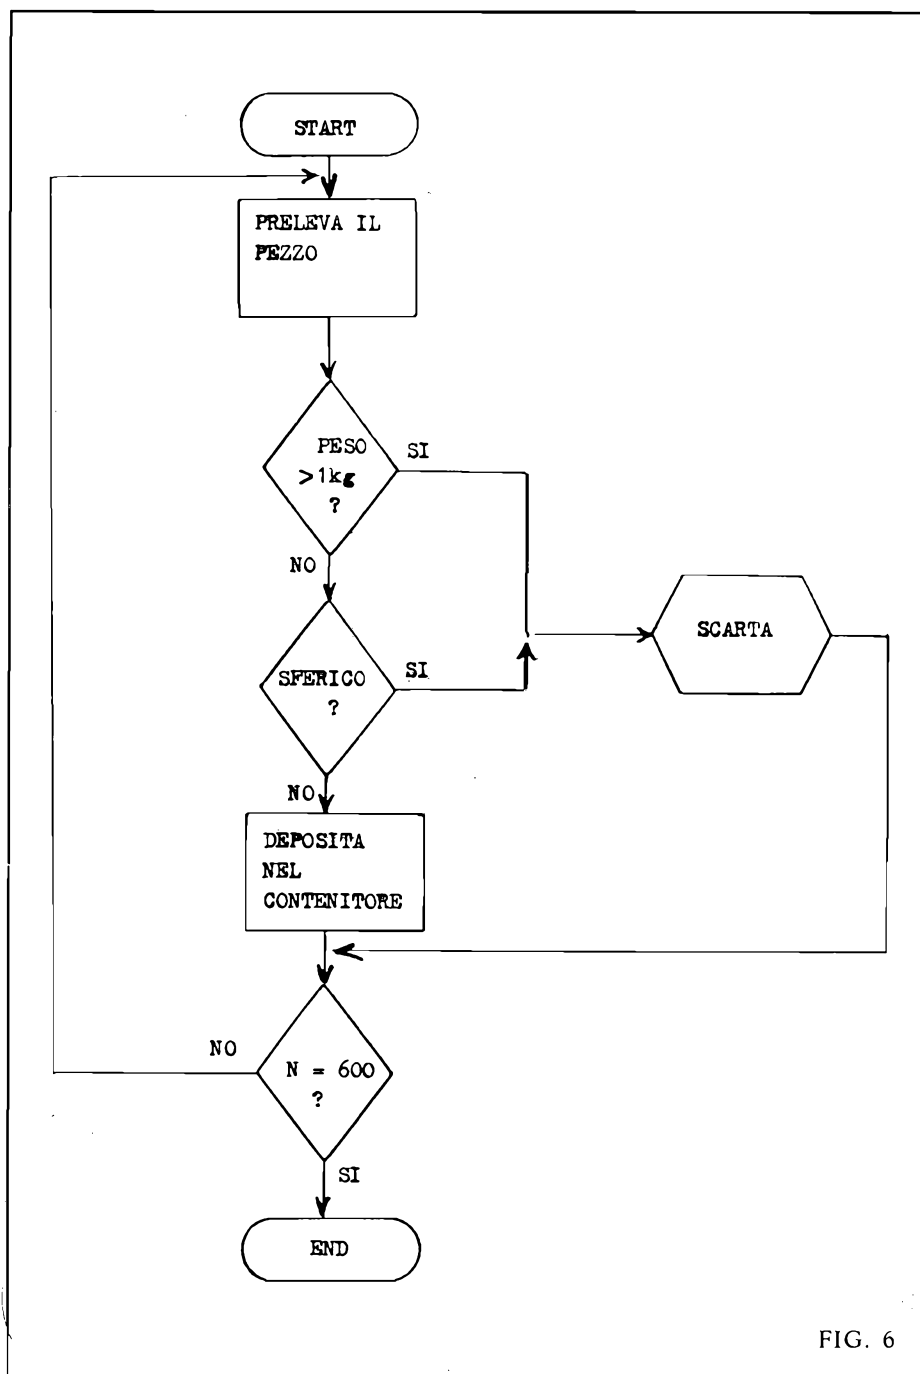 START
PRELEVA IL
PEZZO
PESO
>1kg
?
SI
NO
SFERICO
?
SI
SCARTA
NO
DEPOSITA
NEL
CONTENITORE
NO
N = 600
?
SI
END
FIG. 6